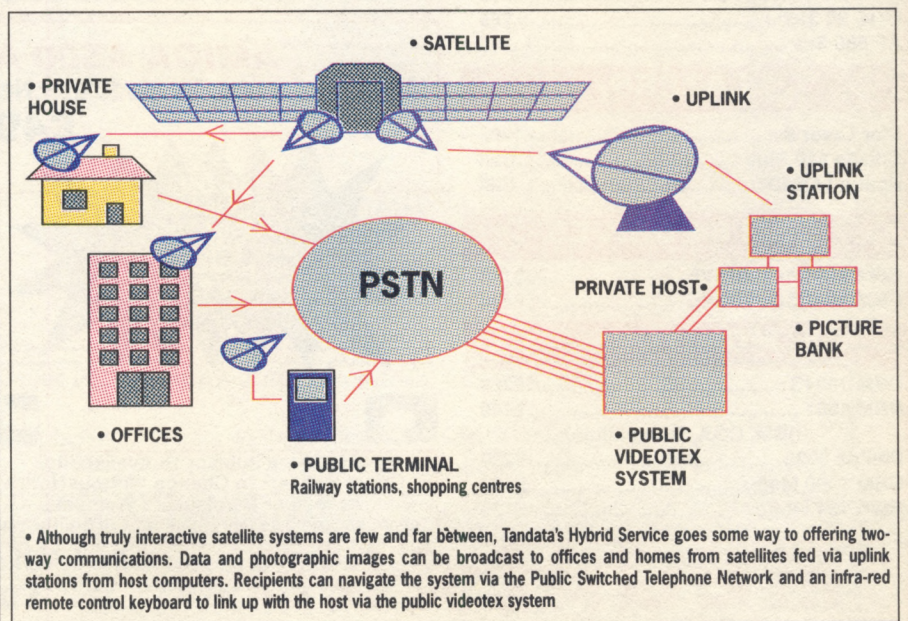 • SATELLITE
• PRIVATE
HOUSE
• UPLINK
• UPLINK
STATION
PSTN
PRIVATE HOST•
• PICTURE
BANK
• OFFICES
• PUBLIC TERMINAL
Railway stations, shopping centres
• PUBLIC
VIDEOTEX
SYSTEM
• Although truly interactive satellite systems are few and far between, Tandata's Hybrid Service goes some way to offering two-
way communications. Data and photographic images can be broadcast to offices and homes from satellites fed via uplink
stations from host computers. Recipients can navigate the system via the Public Switched Telephone Network and an infra-red
remote control keyboard to link up with the host via the public videotex system